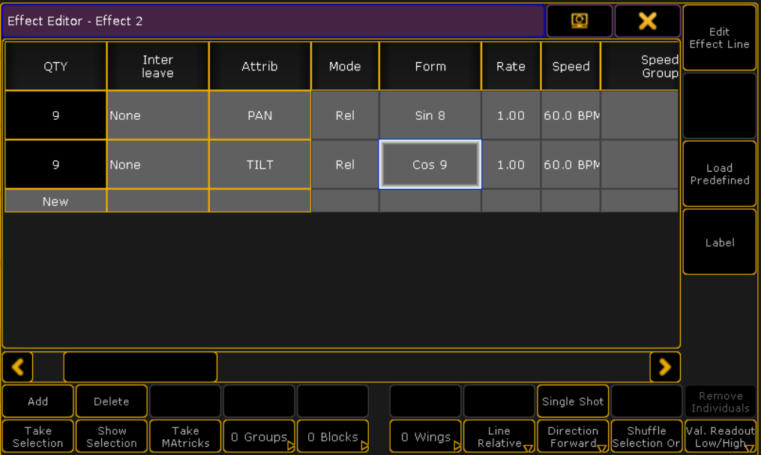 Effect Editor - Effect 2
Edit
Effect Line
QTY Inter
leave Attrib Mode Form Rate Speed Speed
Group
9 None PAN Rel Sin 8 1.00 60.0 BPM
9 None TILT Rel Cos 9 1.00 60.0 BPM
New
Load
Predefined
Label
Add Delete Single Shot Remove
Individuals
Take
Selection Show
Selection Take
MAtricks 0 Groups 0 Blocks 0 Wings Line
Relative Direction
Forward Shuffle
Selection Or Val. Readout
Low/High